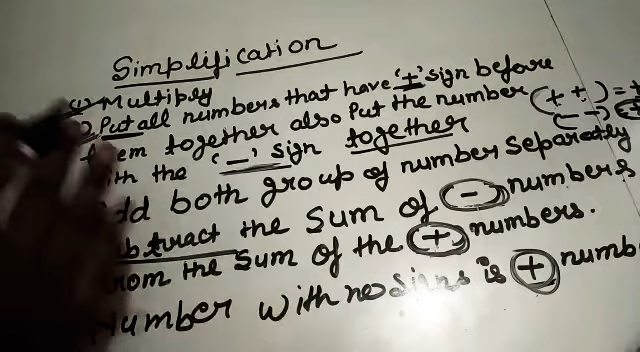 Simplification
(1) Multiply
Put all numbers that have '+' sign before (+ +) = +
them together also Put the number (- -)
with the '-' sign together
Add both group of number separately
Subtract the Sum of - numbers
from the Sum of the + numbers.
Number with no signs is + numb